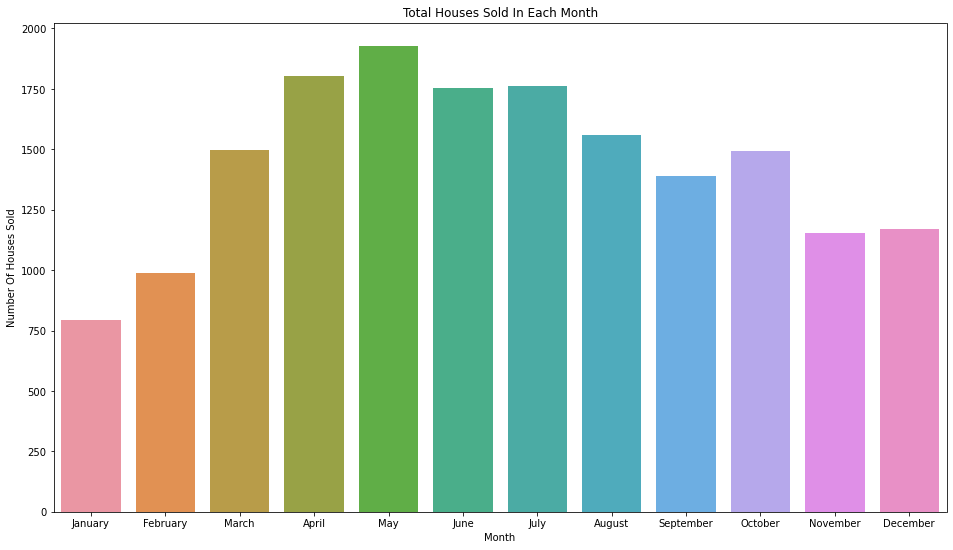 Total Houses Sold In Each Month
Number Of Houses Sold
2000
1750
1500
1250
1000
750
500
250
0
January February March April May June July August September October November December
Month